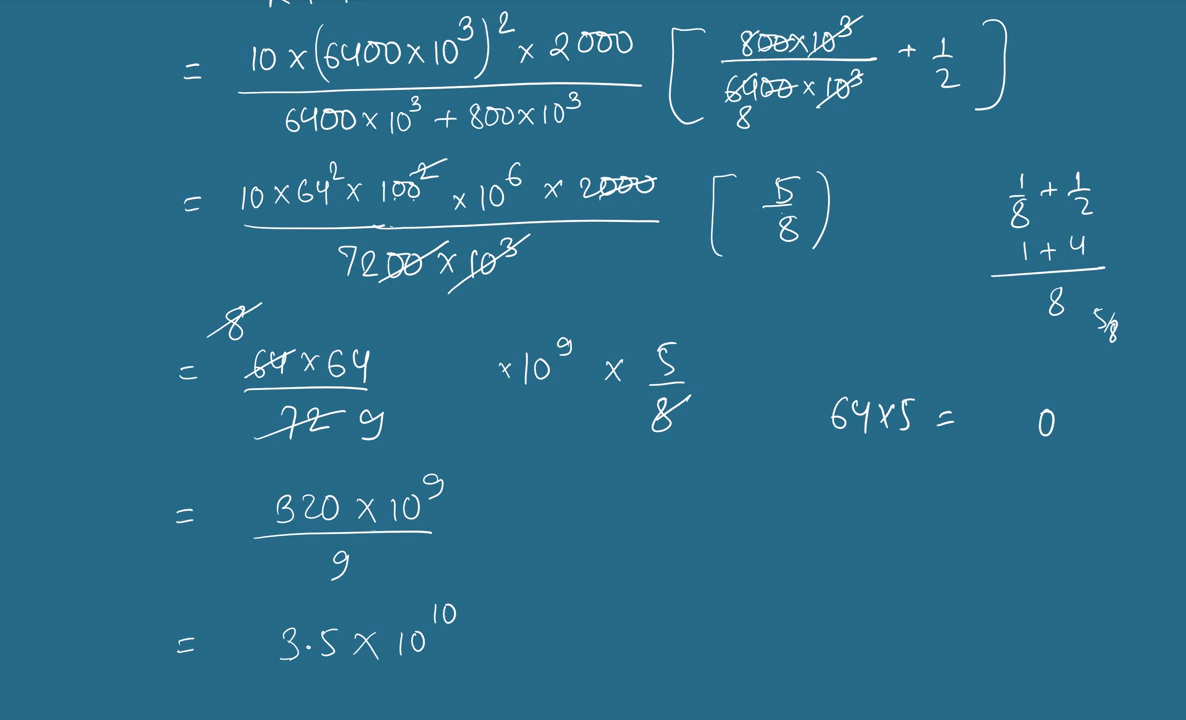 = 10 × (6400 × 10³)² × 2000 / 6400 × 10³ + 800 × 10³ [ 800 × 10³ / 6400 × 10³ 8 + 1/2 ]
= 10 × 64² × 100² × 10⁶ × 2000 / 7200 × 10³ [ 5/8 )
1/8 + 1/2
1 + 4
8 5/8
8
= 64 × 64 / 72 9 × 10⁹ × 5/8
64 × 5 = 0
= 320 × 10⁹ / 9
= 3.5 × 10¹⁰